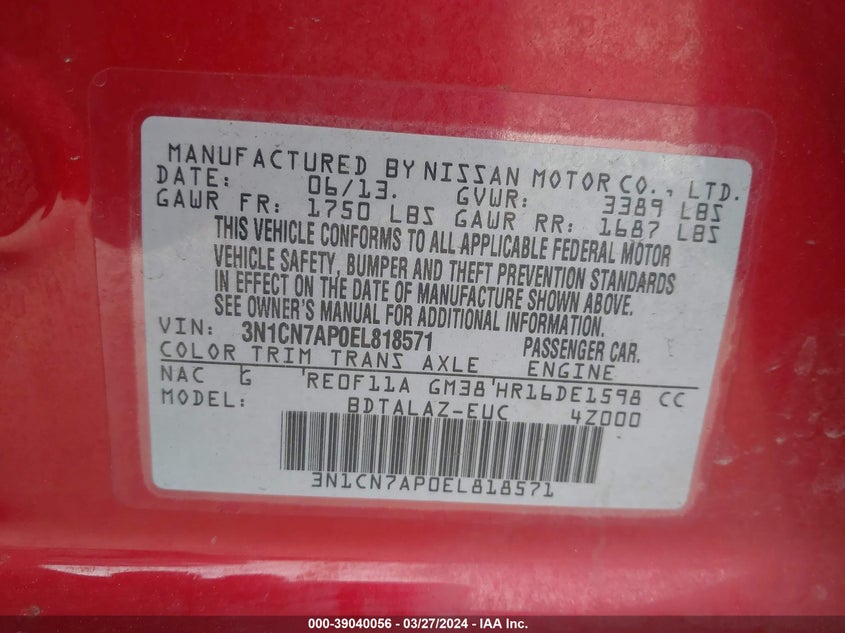 MANUFACTURED BY NISSAN MOTOR CO., LTD.
DATE: 06/13. GVWR: 3389 LBS
GAWR FR: 1750 LBS GAWR RR: 1687 LBS
THIS VEHICLE CONFORMS TO ALL APPLICABLE FEDERAL MOTOR
VEHICLE SAFETY, BUMPER AND THEFT PREVENTION STANDARDS
IN EFFECT ON THE DATE OF MANUFACTURE SHOWN ABOVE.
SEE OWNER'S MANUAL FOR ADDITIONAL INFORMATION.
VIN: 3N1CN7AP0EL818571 PASSENGER CAR.
COLOR TRIM TRANS AXLE ENGINE
NAC G 'RE0F11A GM38'HR16DE1598 CC
MODEL: BDTALAZ-EUC 4Z000
3N1CN7AP0EL818571
000-39040056 - 03/27/2024 - IAA Inc.